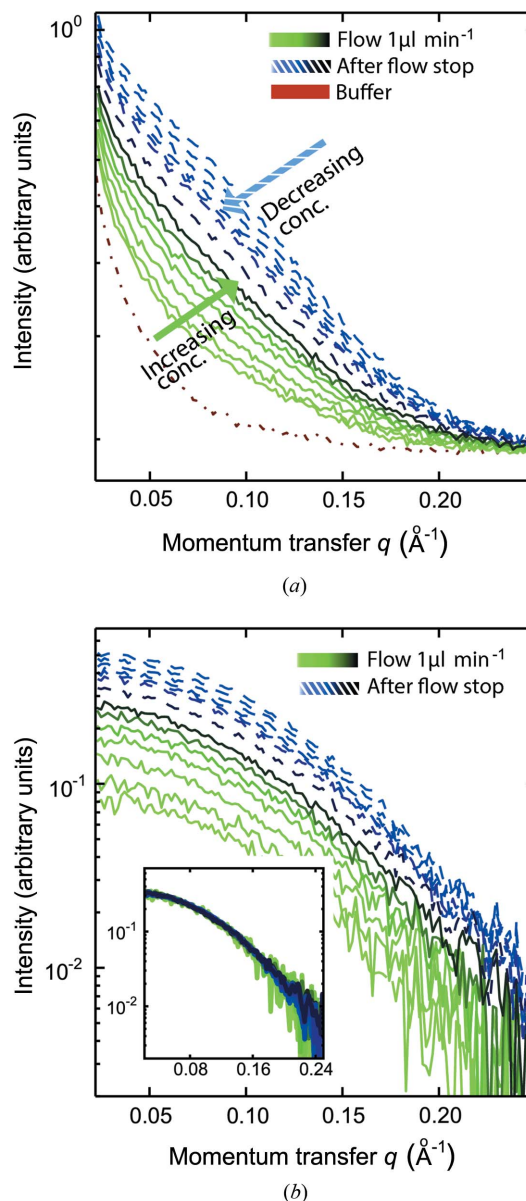 10⁰
Flow 1µl min⁻¹
After flow stop
Buffer
Decreasing
conc.
Increasing
conc.
Intensity (arbitrary units)
0.05 0.10 0.15 0.20
Momentum transfer q (Å⁻¹)
(a)
Flow 1µl min⁻¹
After flow stop
Intensity (arbitrary units)
10⁻¹
10⁻²
10⁻¹
10⁻²
0.08 0.16 0.24
0.05 0.10 0.15 0.20
Momentum transfer q (Å⁻¹)
(b)